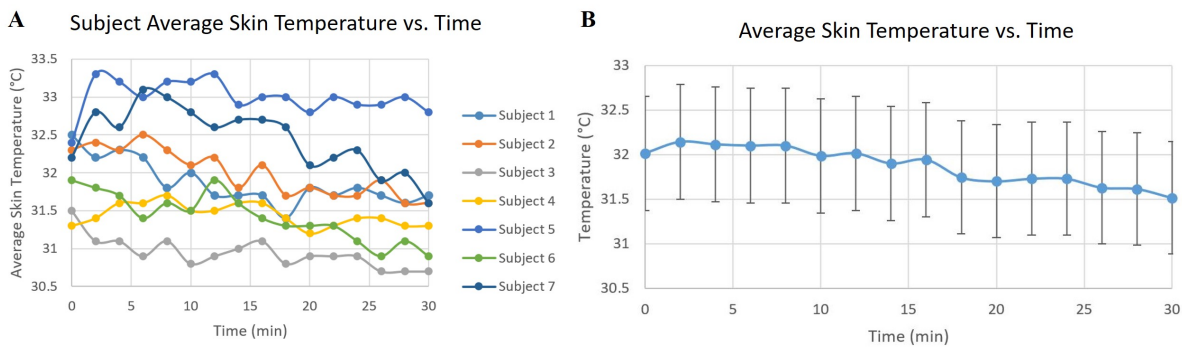 A
Subject Average Skin Temperature vs. Time
Average Skin Temperature (°C)
33.5
33
32.5
32
31.5
31
30.5
0 5 10 15 20 25 30
Time (min)
Subject 1
Subject 2
Subject 3
Subject 4
Subject 5
Subject 6
Subject 7
B
Average Skin Temperature vs. Time
Temperature (°C)
33
32.5
32
31.5
31
30.5
0 5 10 15 20 25 30
Time (min)